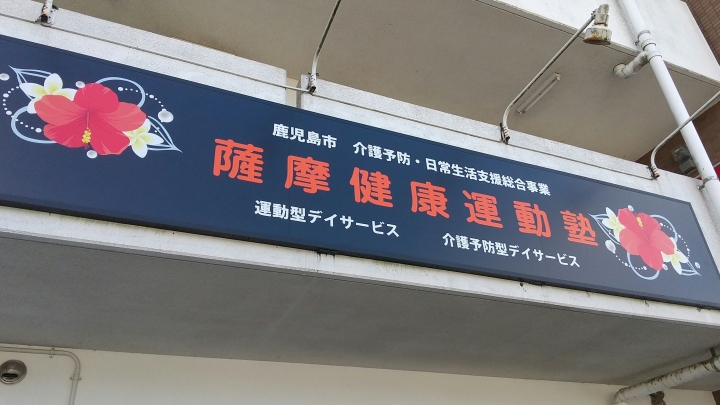 鹿児島市　介護予防・日常生活支援総合事業
薩摩健康運動塾
運動型デイサービス　介護予防型デイサービス